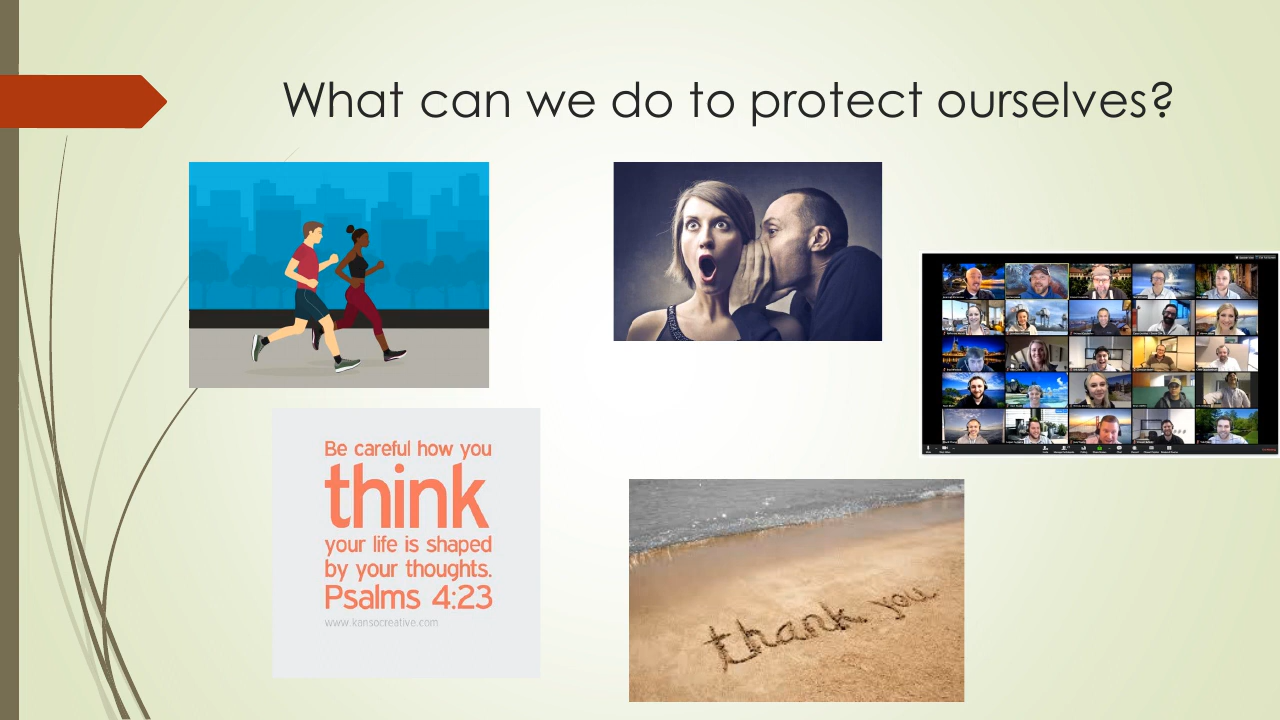 What can we do to protect ourselves?
Be careful how you
think
your life is shaped
by your thoughts.
Psalms 4:23
www.kansocreative.com
thank you